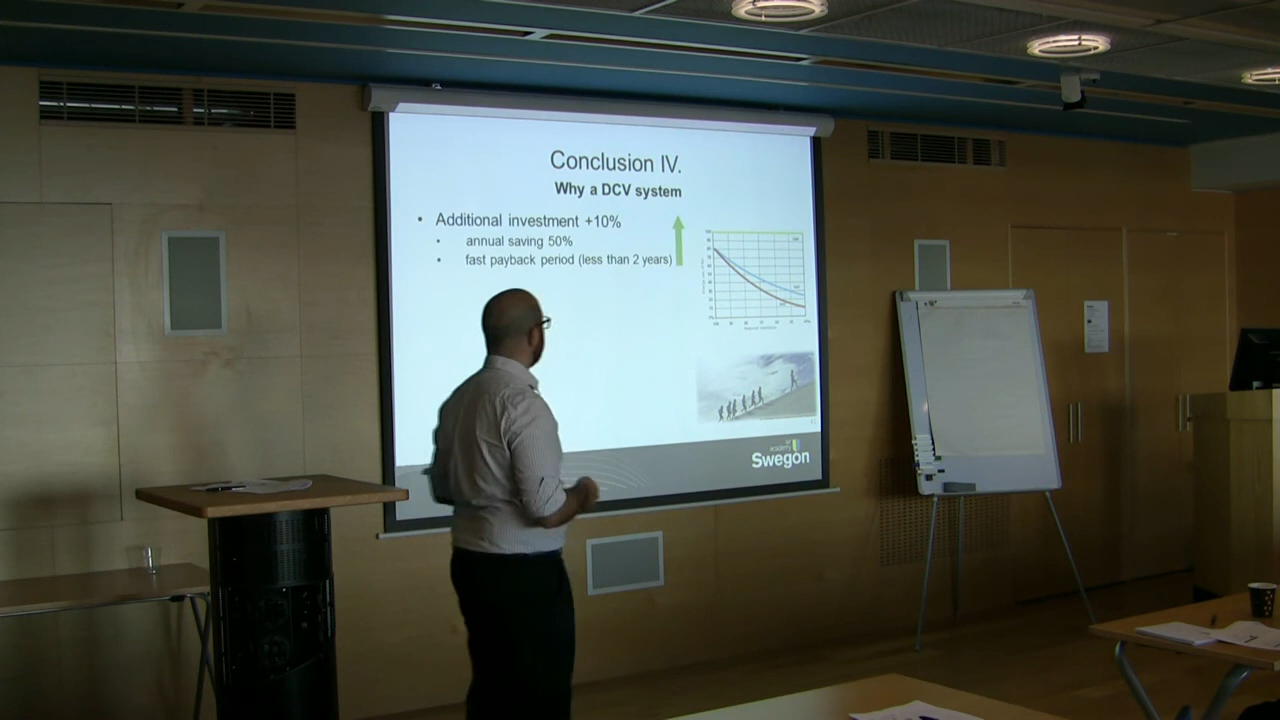 Conclusion IV.
Why a DCV system
• Additional investment +10%
• annual saving 50%
• fast payback period (less than 2 years)
academy
Swegon